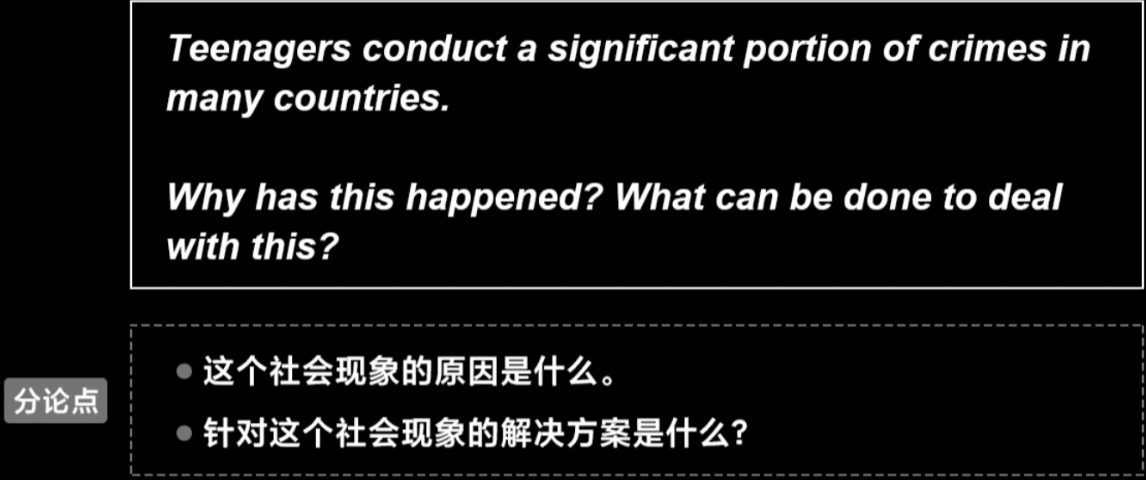 Teenagers conduct a significant portion of crimes in
many countries.
Why has this happened? What can be done to deal
with this?
这个社会现象的原因是什么。
分论点
针对这个社会现象的解决方案是什么?